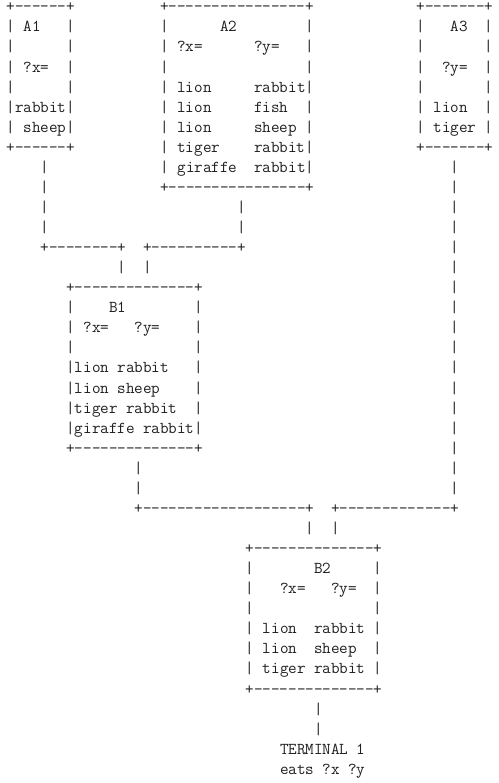 +-------+          +----------------+            +-------+
| A1    |          |      A2        |            |   A3  |
|       |          | ?x=      ?y=   |            |       |
| ?x=   |          |                |            |  ?y=  |
|       |          | lion     rabbit|            |       |
|rabbit|           | lion     fish  |            | lion  |
| sheep|           | lion     sheep |            | tiger |
+-------+          | tiger    rabbit|            +-------+
    |              | giraffe  rabbit|                |
    |              +----------------+                |
    |                      |                         |
    |                      |                         |
    +--------+  +----------+                         |
             |  |                                    |
       +--------------+                              |
       |    B1        |                              |
       | ?x=   ?y=    |                              |
       |              |                              |
       |lion rabbit   |                              |
       |lion sheep    |                              |
       |tiger rabbit  |                              |
       |giraffe rabbit|                              |
       +--------------+                              |
               |                                     |
               |                                     |
               +-------------------+  +--------------+
                                   |  |
                            +--------------+
                            |       B2     |
                            |   ?x=   ?y=  |
                            |              |
                            | lion  rabbit |
                            | lion  sheep  |
                            | tiger rabbit |
                            +--------------+
                                    |
                                    |
                               TERMINAL 1
                               eats ?x ?y